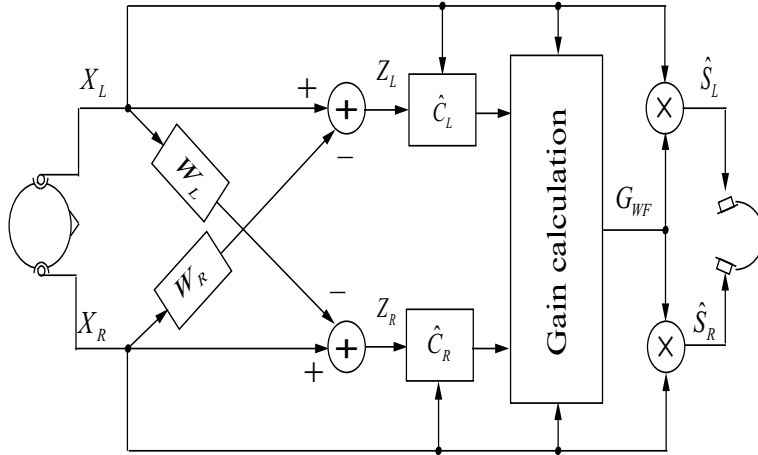 X_L
+
+
−
Z_L
Ĉ_L
W_L
W_R
Gain calculation
G_WF
×
Ŝ_L
X_R
−
+
+
Z_R
Ĉ_R
×
Ŝ_R